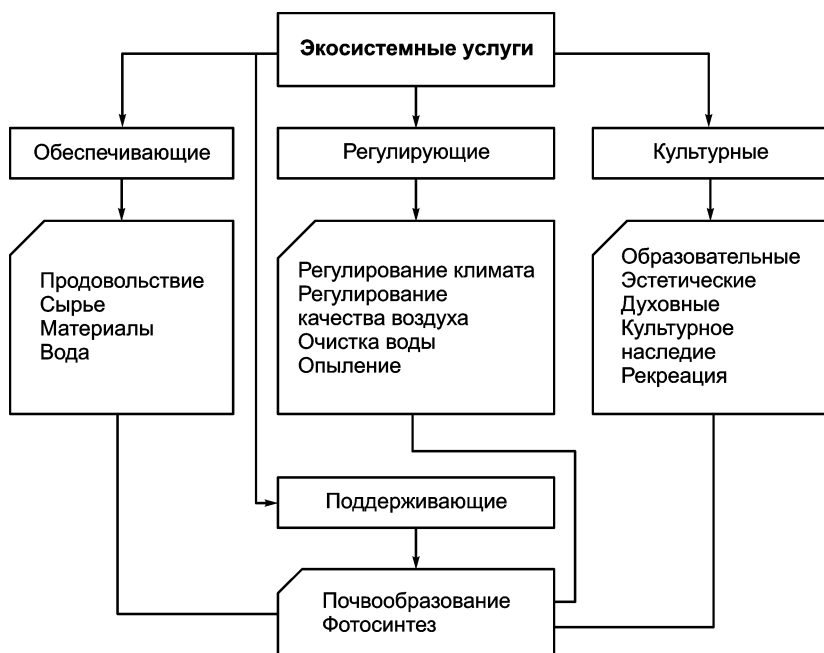 Экосистемные услуги
Обеспечивающие
Регулирующие
Культурные
Продовольствие
Сырье
Материалы
Вода
Регулирование климата
Регулирование
качества воздуха
Очистка воды
Опыление
Образовательные
Эстетические
Духовные
Культурное
наследие
Рекреация
Поддерживающие
Почвообразование
Фотосинтез